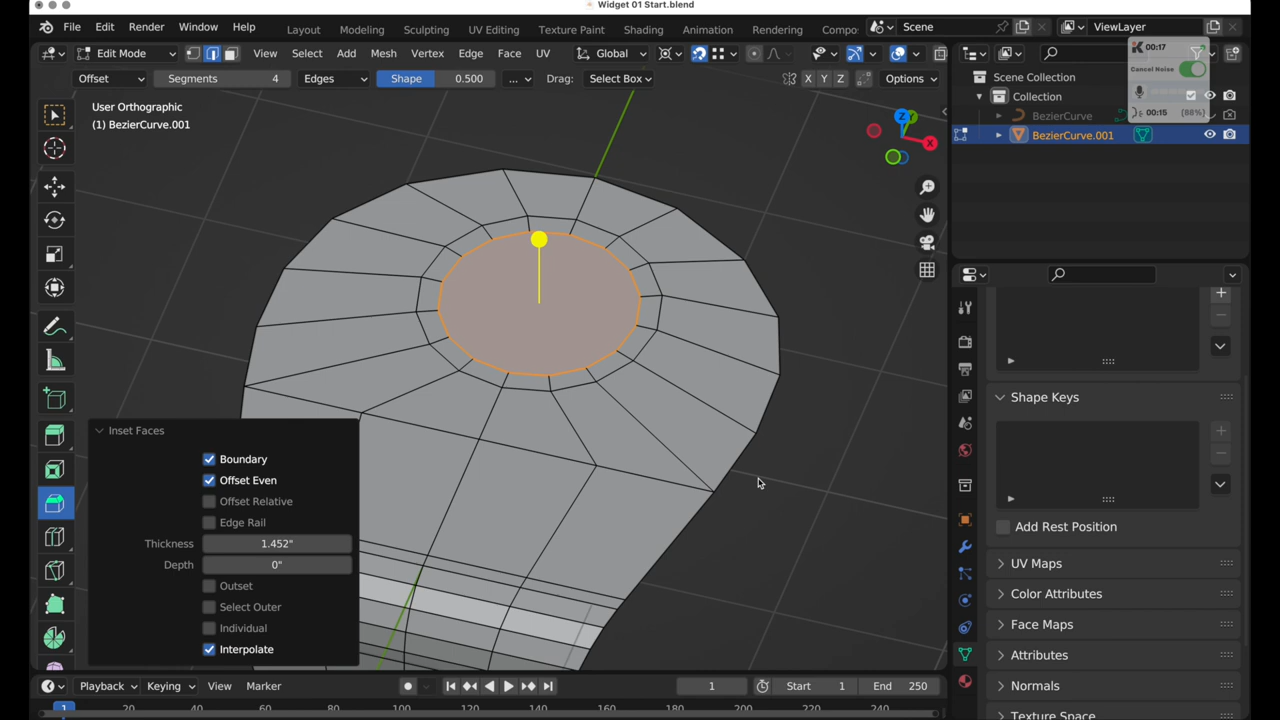 Widget 01 Start.blend
File Edit Render Window Help Layout Modeling Sculpting UV Editing Texture Paint Shading Animation Rendering Compo Scene ViewLayer
Edit Mode View Select Add Mesh Vertex Edge Face UV Global
00:17
Cancel Noise
00:15 (88%)
Offset Segments 4 Edges Shape 0.500 ... Drag: Select Box X Y Z Options
User Orthographic
(1) BezierCurve.001
Z
X
Scene Collection
Collection
BezierCurve
BezierCurve.001
Inset Faces
Boundary
Offset Even
Offset Relative
Edge Rail
Thickness 1.452"
Depth 0"
Outset
Select Outer
Individual
Interpolate
Shape Keys
Add Rest Position
UV Maps
Color Attributes
Face Maps
Attributes
Normals
Texture Space
Playback Keying View Marker 1 Start 1 End 250
1 20 40 60 80 100 120 140 160 180 200 220 240